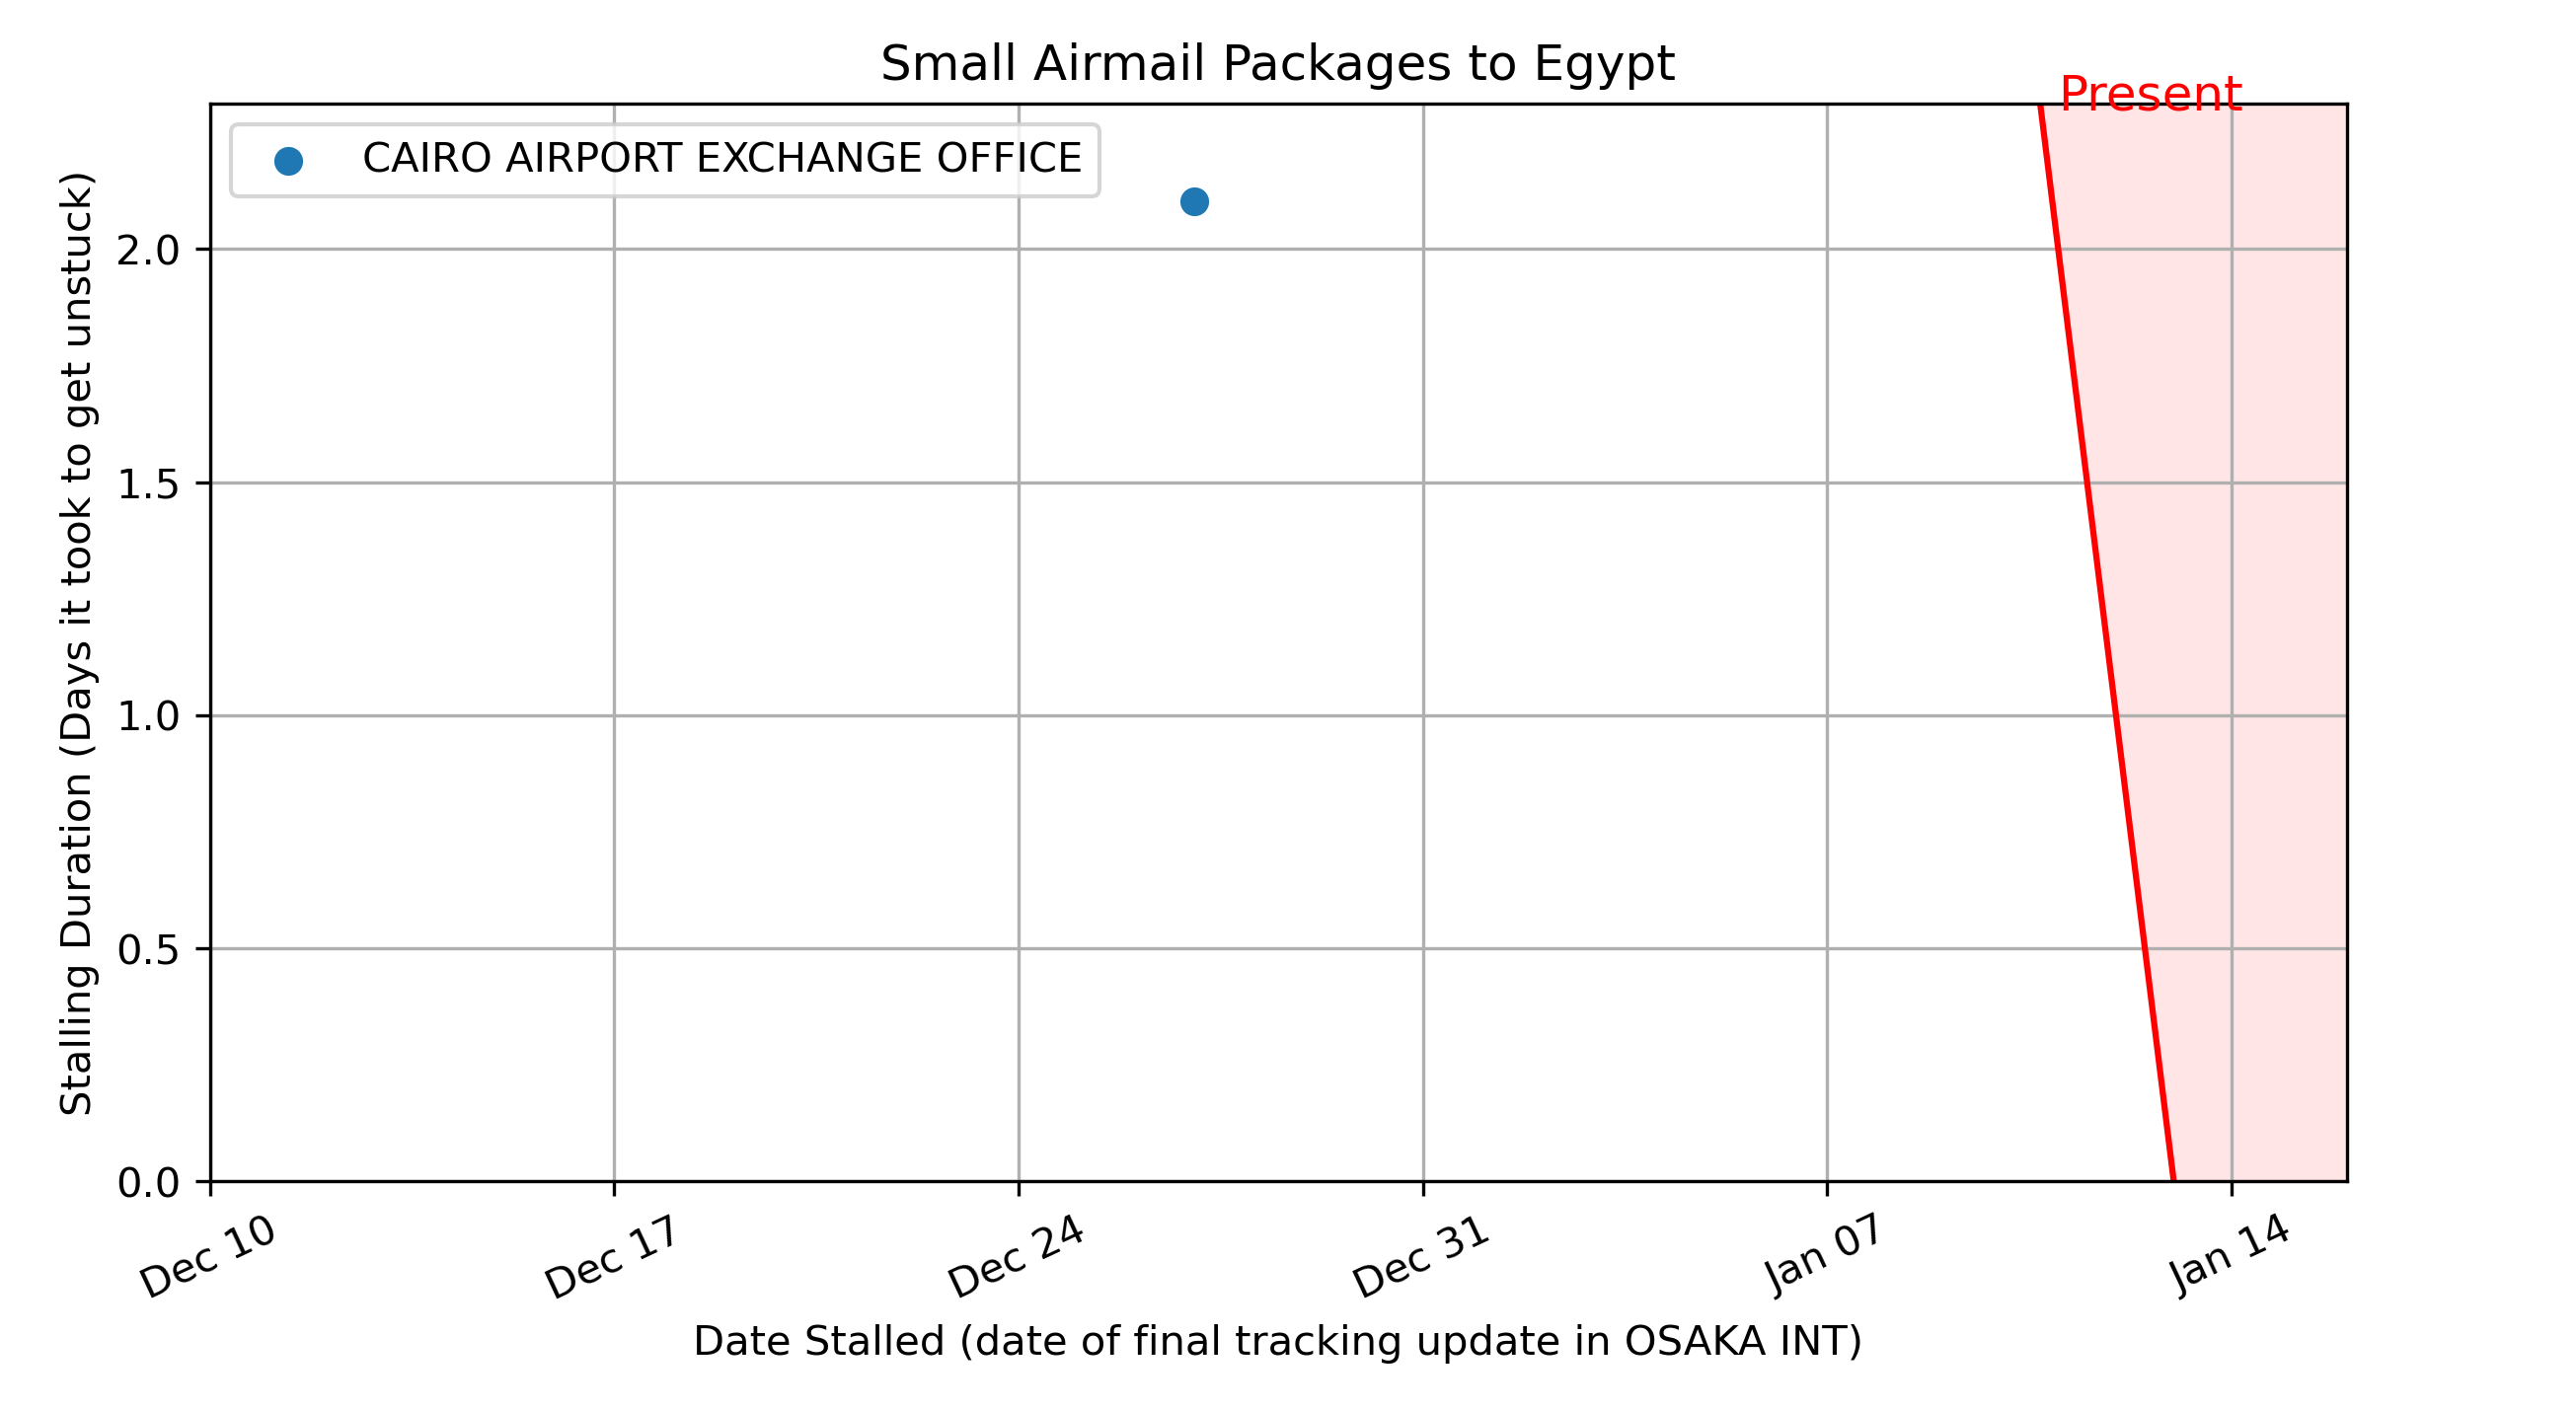 Small Airmail Packages to Egypt
Present
CAIRO AIRPORT EXCHANGE OFFICE
Stalling Duration (Days it took to get unstuck)
2.0
1.5
1.0
0.5
0.0
Dec 10
Dec 17
Dec 24
Dec 31
Jan 07
Jan 14
Date Stalled (date of final tracking update in OSAKA INT)